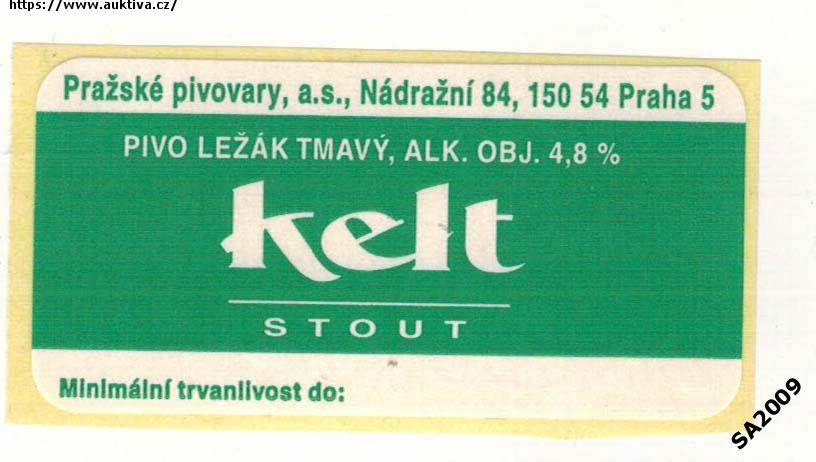 https://www.auktiva.cz/
Pražské pivovary, a.s., Nádražní 84, 150 54 Praha 5
PIVO LEŽÁK TMAVÝ, ALK. OBJ. 4,8 %
kelt
STOUT
Minimální trvanlivost do:
SA2009